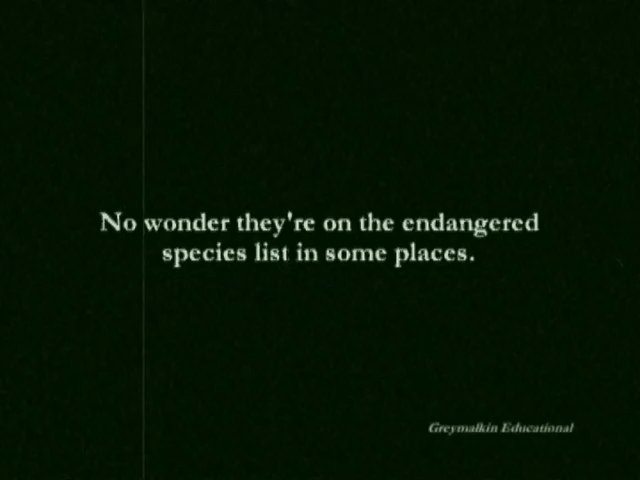 No wonder they're on the endangered
species list in some places.
Greymalkin Educational